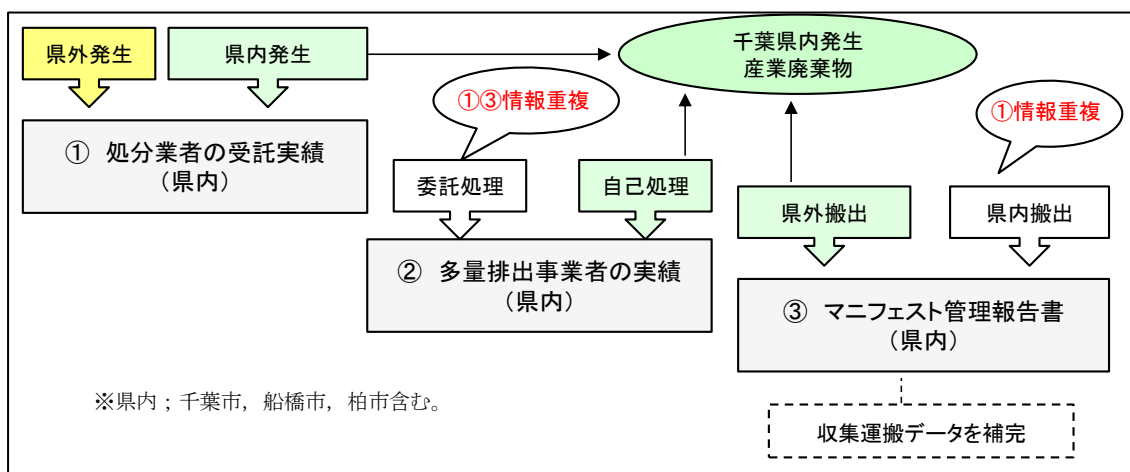 県外発生
県内発生
千葉県内発生
産業廃棄物
①③情報重複
①情報重複
① 処分業者の受託実績
（県内）
委託処理
自己処理
県外搬出
県内搬出
② 多量排出事業者の実績
（県内）
③ マニフェスト管理報告書
（県内）
※県内；千葉市，船橋市，柏市含む。
収集運搬データを補完